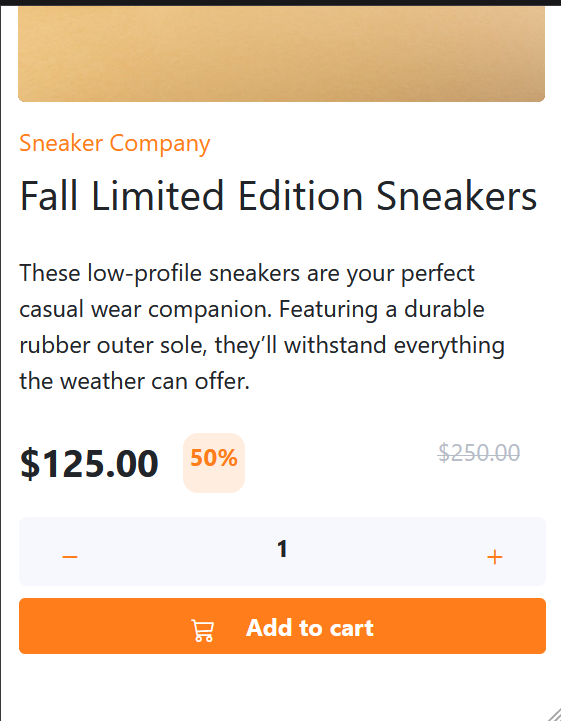 Sneaker Company
Fall Limited Edition Sneakers
These low-profile sneakers are your perfect
casual wear companion. Featuring a durable
rubber outer sole, they’ll withstand everything
the weather can offer.
$125.00 50% $250.00
− 1 +
Add to cart